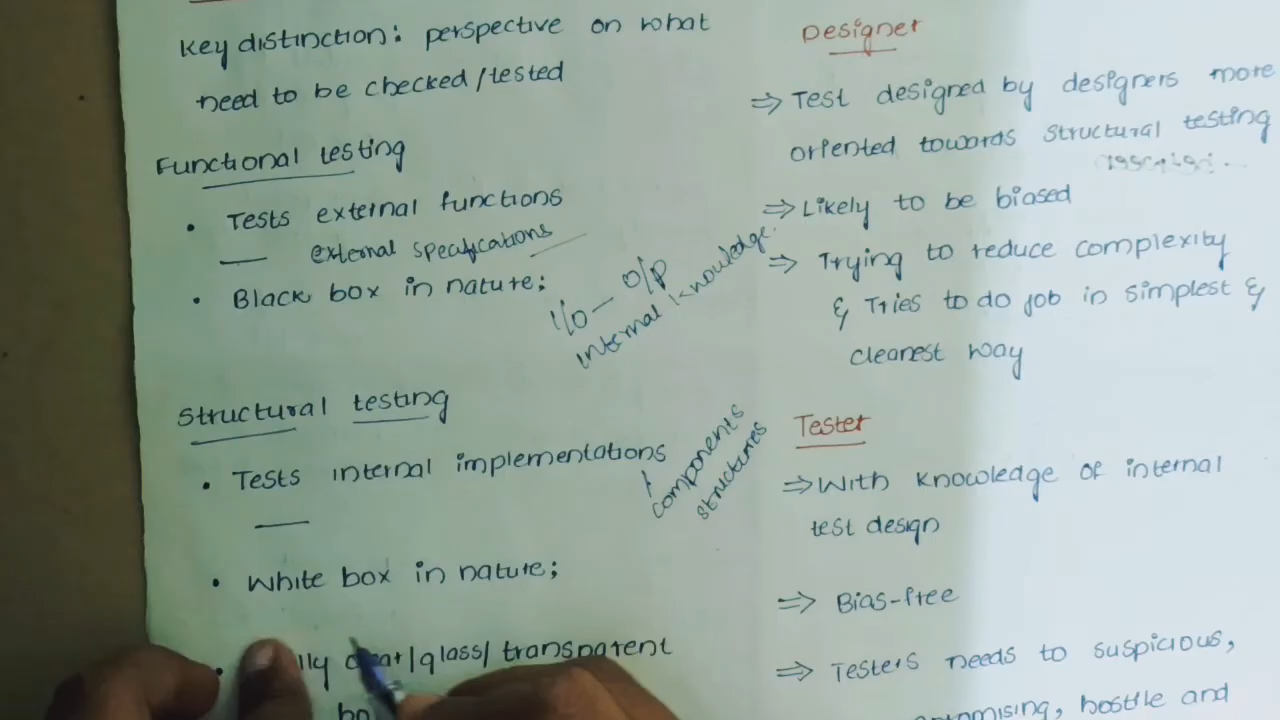 Key distinction: perspective on what
need to be checked/tested
Functional testing
• Tests external functions
external specifications
• Black box in nature;
i/o — o/p
internal knowledge.
Structural testing
• Tests internal implementations
components
structures
• White box in nature;
glass/ transparent
Designer
⇒ Test designed by designers more
oriented towards structural testing
⇒ Likely to be biased
⇒ Trying to reduce complexity
& Tries to do job in simplest &
cleanest way
Tester
⇒ With knowledge of internal
test design
⇒ Bias-free
⇒ Testers needs to suspicious,
hostile and